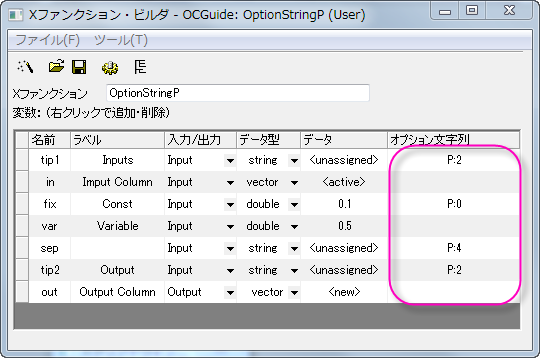 Xファンクション・ビルダ - OCGuide: OptionStringP (User)
ファイル(F) ツール(T)
Xファンクション OptionStringP
変数: (右クリックで追加・削除)
名前 ラベル 入力/出力 データ型 データ オプション文字列
tip1 Inputs Input string <unassigned> P:2
in Imput Column Input vector <active>
fix Const Input double 0.1 P:0
var Variable Input double 0.5
sep Input string <unassigned> P:4
tip2 Output Input string <unassigned> P:2
out Output Column Output vector <new>